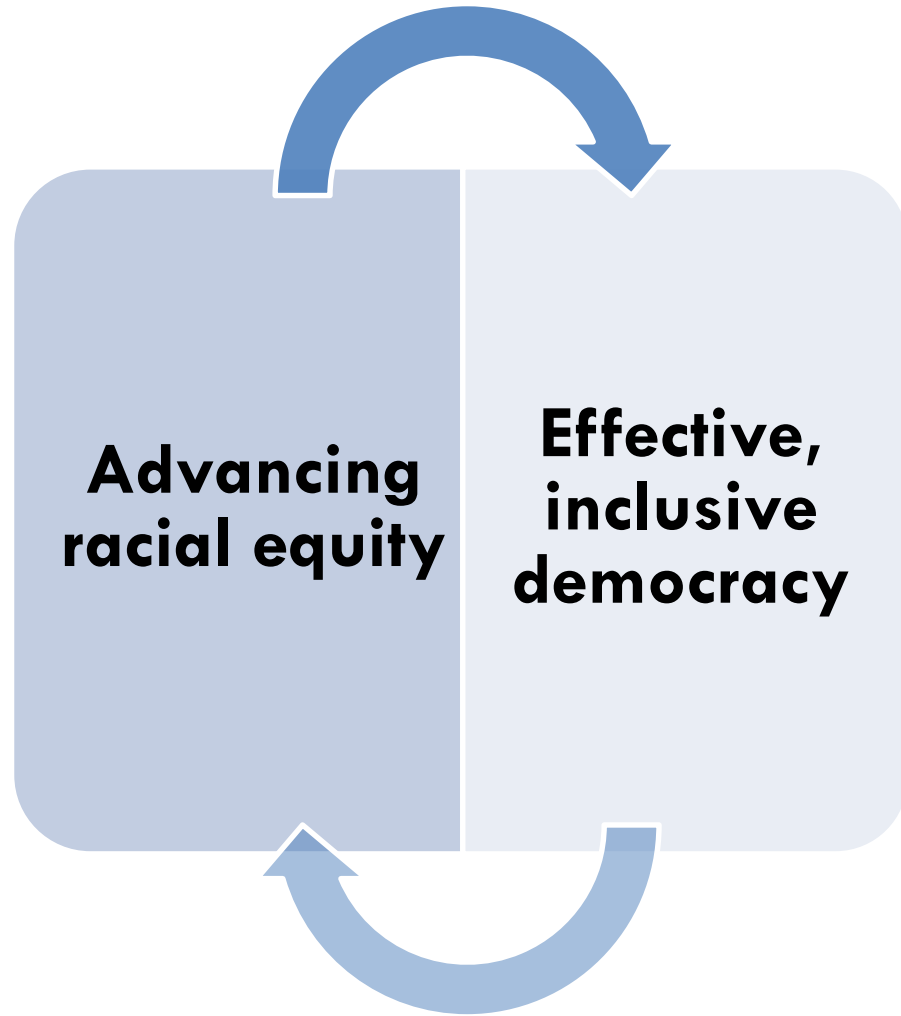 Advancing
racial equity
Effective,
inclusive
democracy